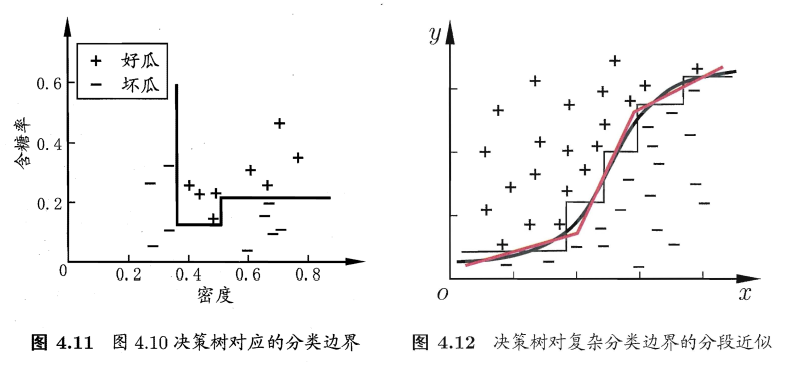 + 好瓜
− 坏瓜
含糖率
0.6
0.4
0.2
0
0.2
0.4
0.6
0.8
密度
图 4.11 图 4.10 决策树对应的分类边界
y
O
x
图 4.12 决策树对复杂分类边界的分段近似